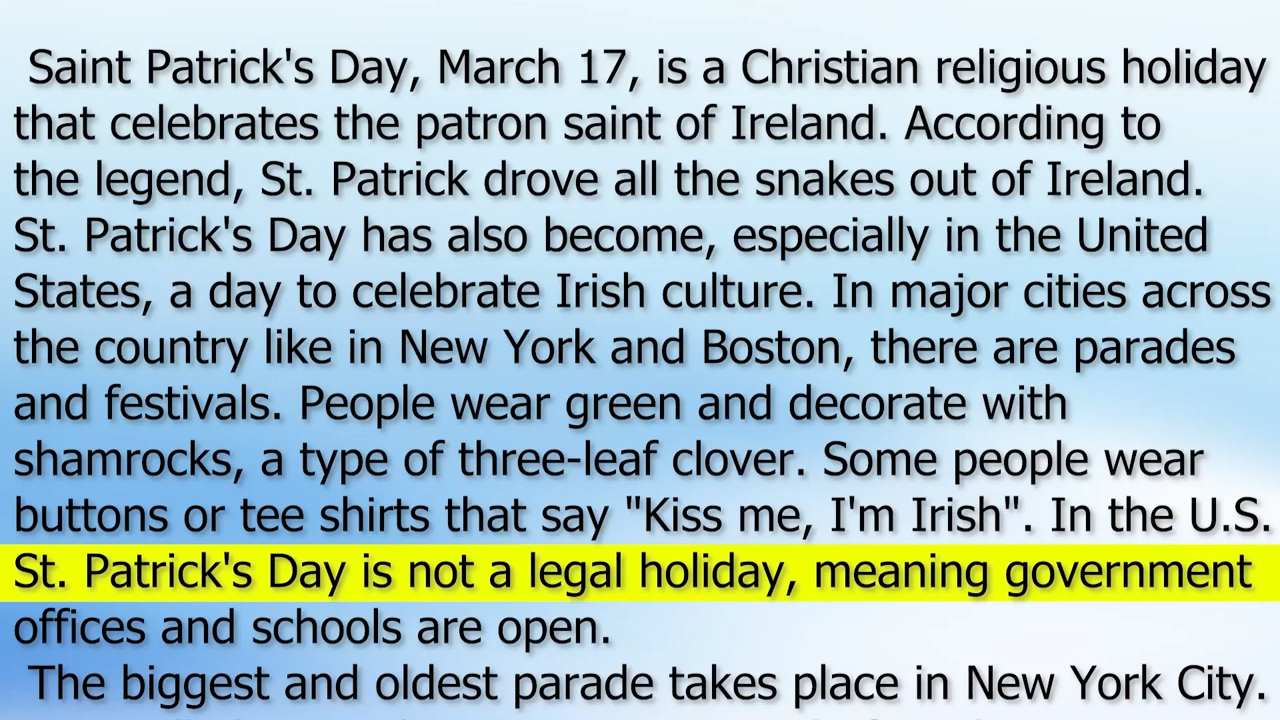 Saint Patrick's Day, March 17, is a Christian religious holiday
that celebrates the patron saint of Ireland. According to
the legend, St. Patrick drove all the snakes out of Ireland.
St. Patrick's Day has also become, especially in the United
States, a day to celebrate Irish culture. In major cities across
the country like in New York and Boston, there are parades
and festivals. People wear green and decorate with
shamrocks, a type of three-leaf clover. Some people wear
buttons or tee shirts that say "Kiss me, I'm Irish". In the U.S.
St. Patrick's Day is not a legal holiday, meaning government
offices and schools are open.
The biggest and oldest parade takes place in New York City.